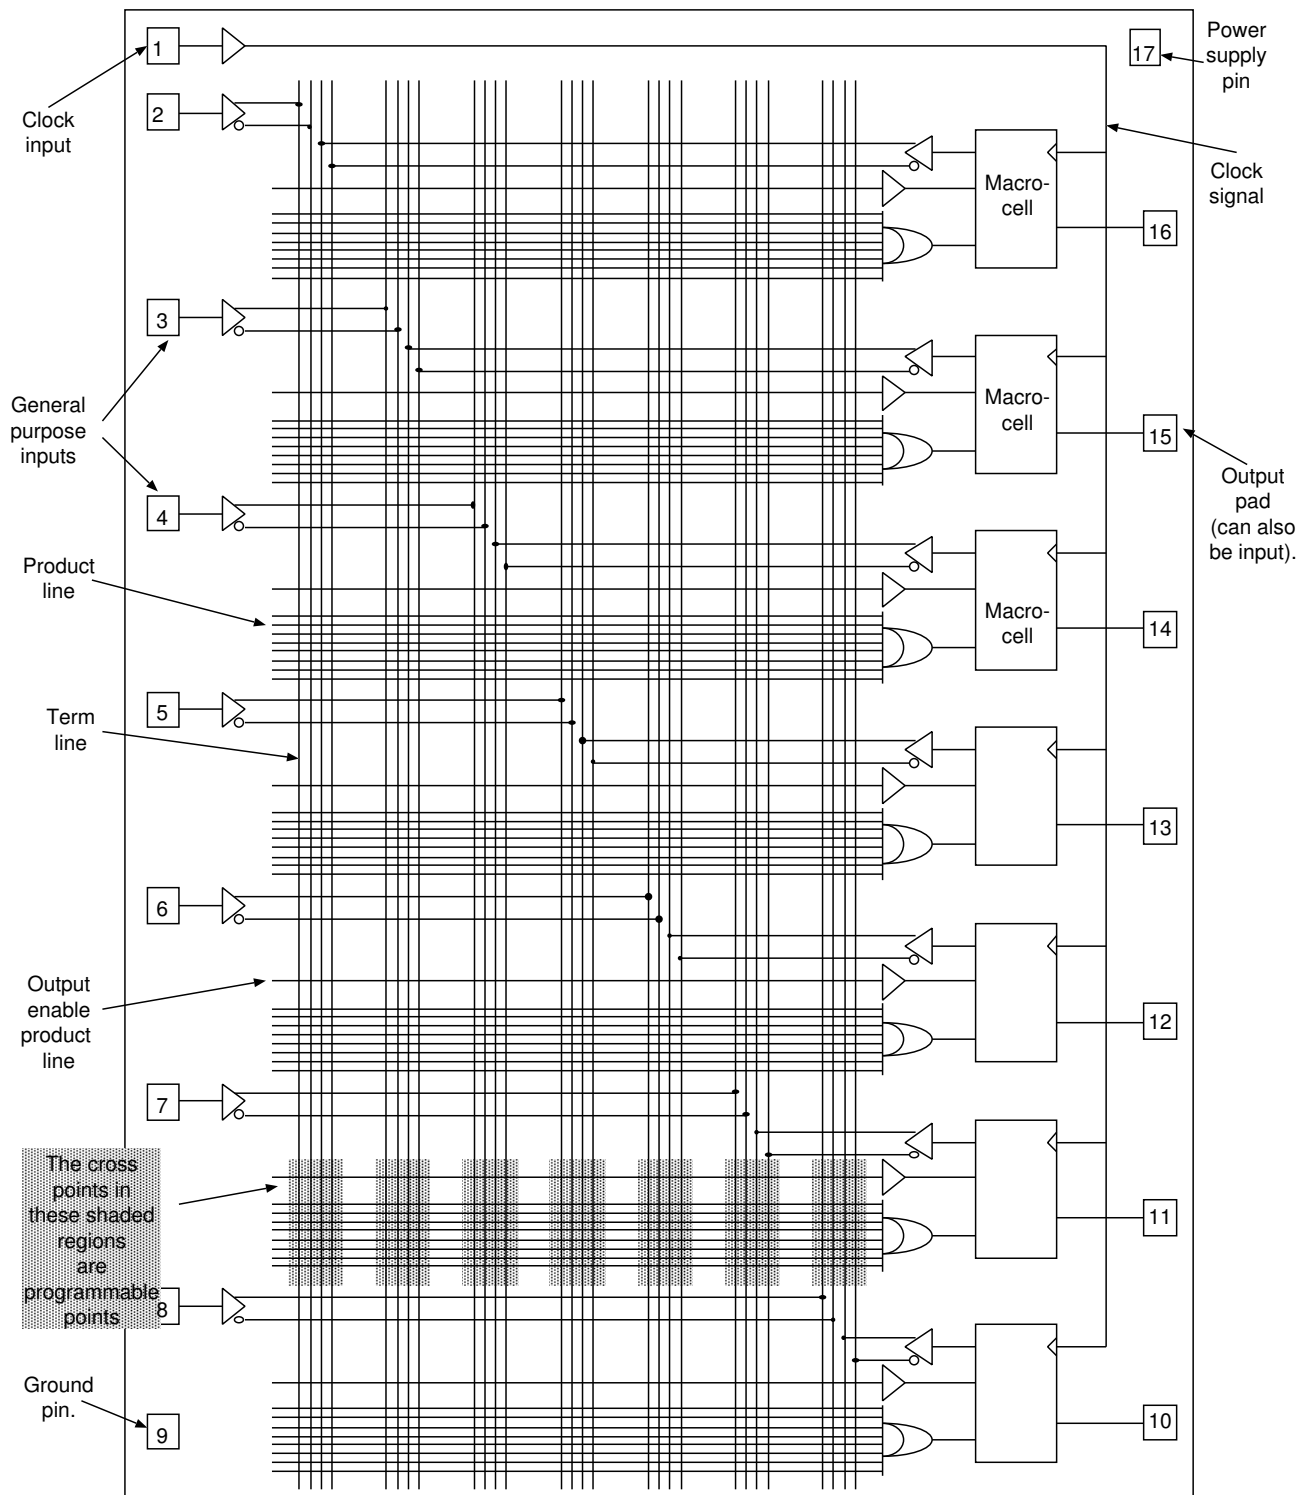 1
17
Power
supply
pin
2
Clock
input
Clock
signal
Macro-
cell
16
3
General
purpose
inputs
Macro-
cell
15
Output
pad
(can also
be input).
4
Product
line
Macro-
cell
14
5
Term
line
13
6
Output
enable
product
line
12
7
The cross
points in
these shaded
regions
are
programmable
points
11
8
Ground
pin.
9
10